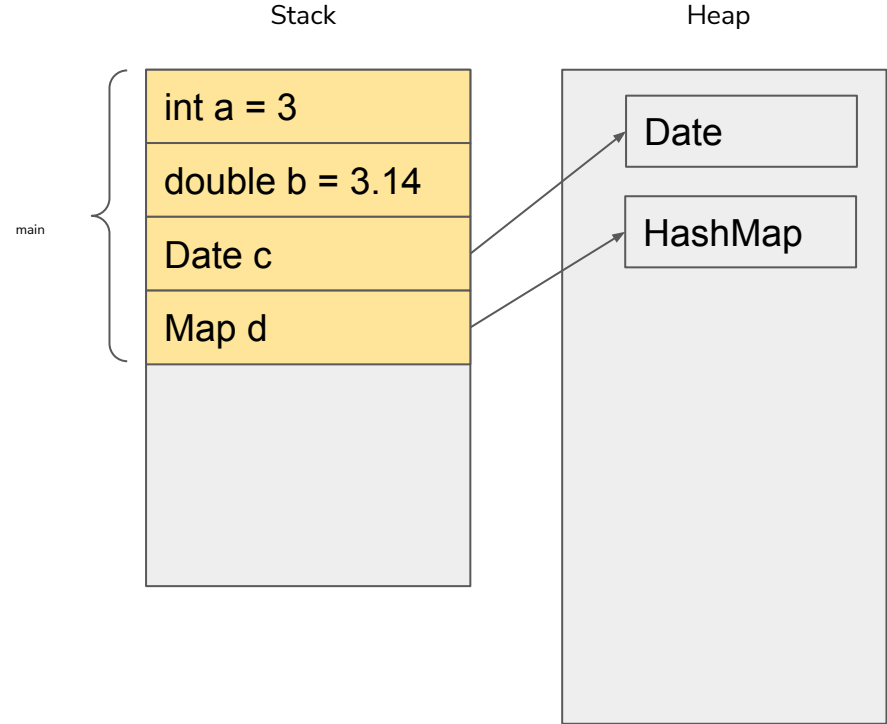 Stack
Heap
int a = 3
double b = 3.14
Date c
Map d
main
Date
HashMap